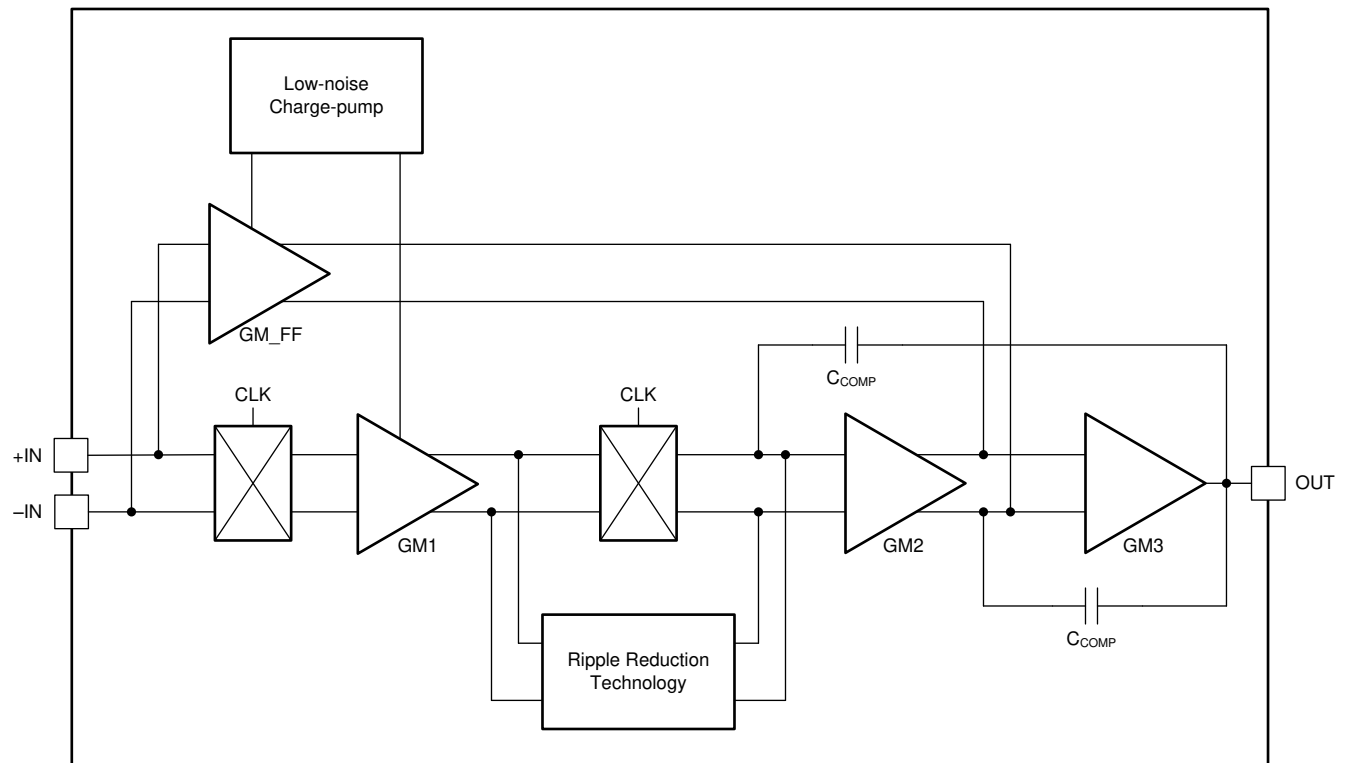 Low-noise
Charge-pump
GM_FF
CCOMP
CLK
CLK
+IN
−IN
OUT
GM1
GM2
GM3
CCOMP
Ripple Reduction
Technology